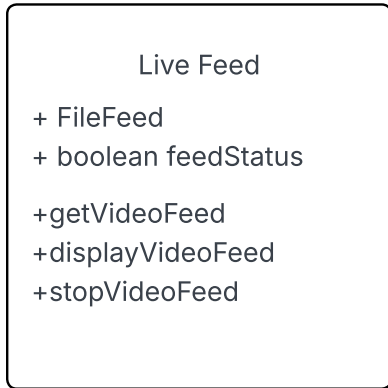 Live Feed
+ FileFeed
+ boolean feedStatus
+getVideoFeed
+displayVideoFeed
+stopVideoFeed